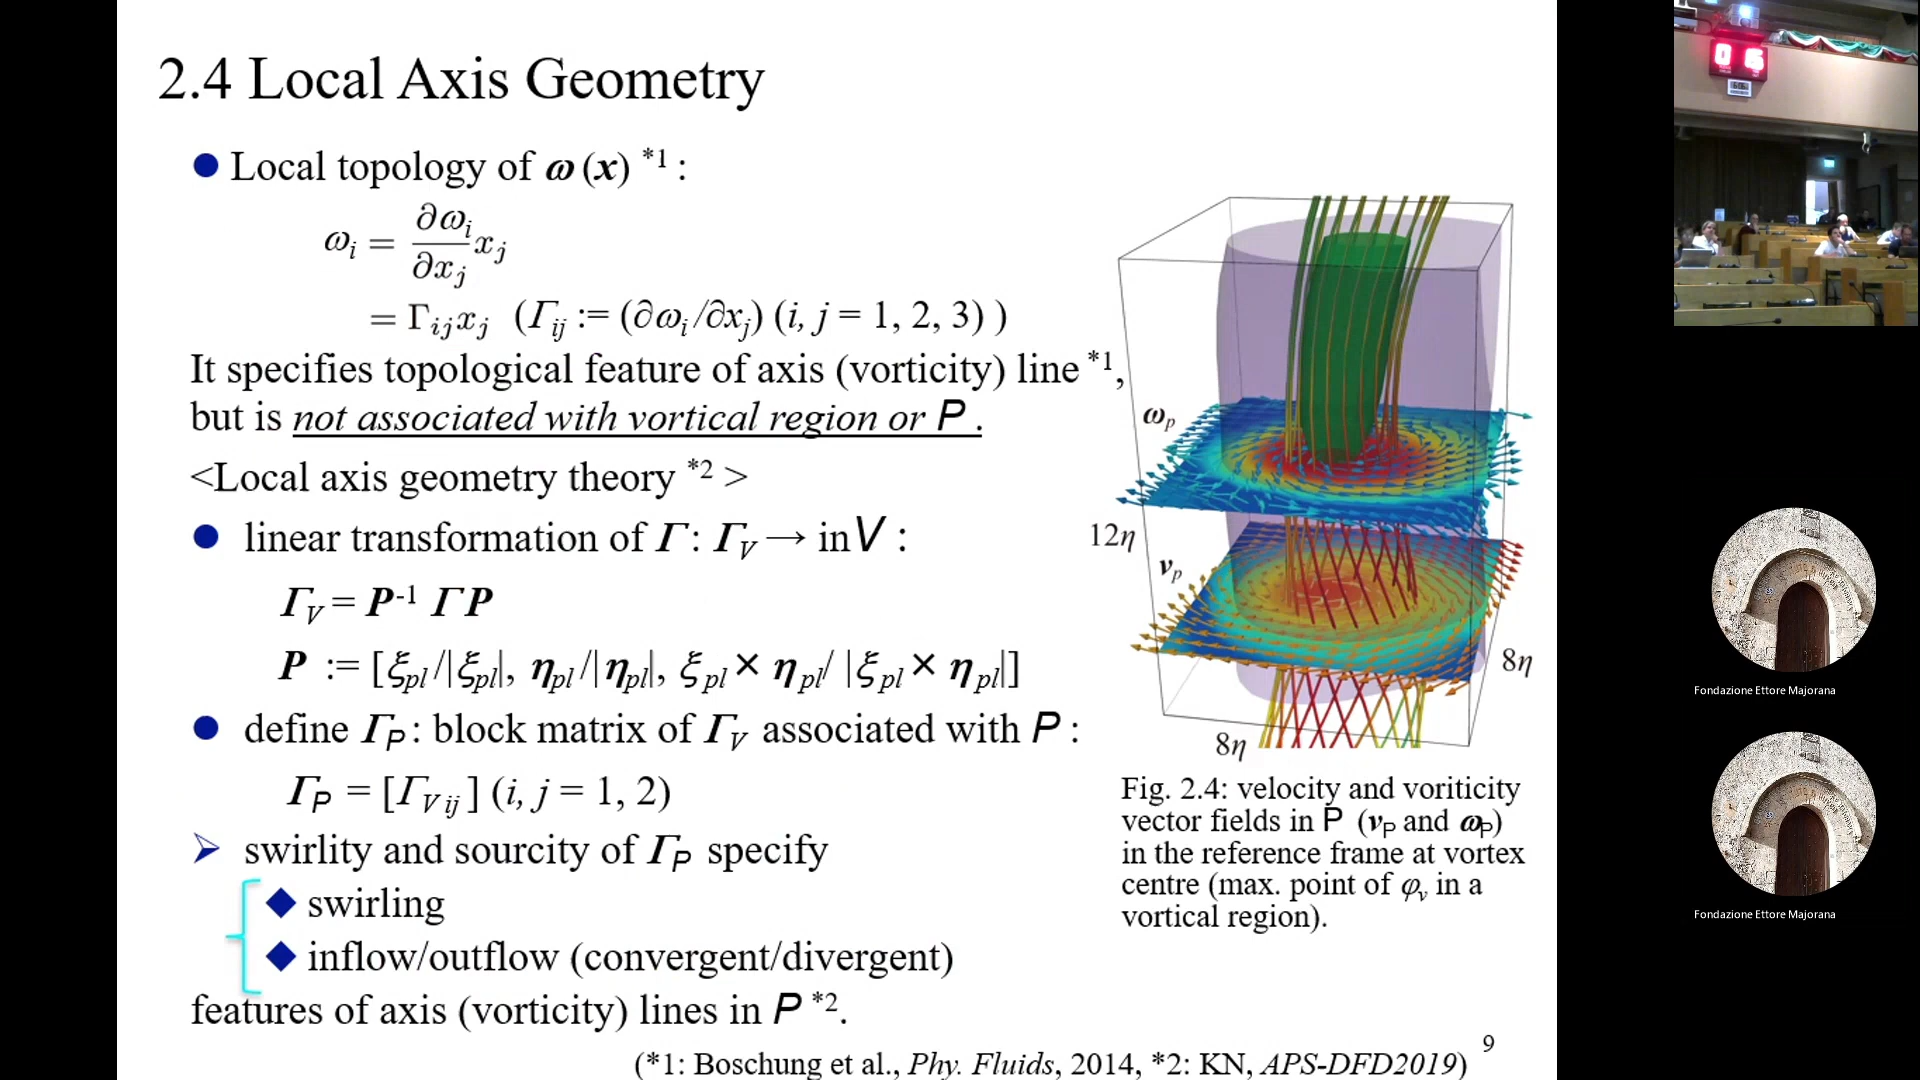 2.4 Local Axis Geometry
● Local topology of ω (x) *1 :
ωi = ∂ωi/∂xj xj
= Γij xj (Γij := (∂ωi/∂xj) (i, j = 1, 2, 3) )
It specifies topological feature of axis (vorticity) line *1,
but is not associated with vortical region or P .
<Local axis geometry theory *2 >
● linear transformation of Γ : ΓV → in V :
ΓV = P-1 Γ P
P := [ξpl/|ξpl|, ηpl/|ηpl|, ξpl × ηpl/ |ξpl × ηpl|]
● define ΓP : block matrix of ΓV associated with P :
ΓP = [ΓV ij] (i, j = 1, 2)
➢ swirlity and sourcity of ΓP specify
◆ swirling
◆ inflow/outflow (convergent/divergent)
features of axis (vorticity) lines in P *2.
(*1: Boschung et al., Phy. Fluids, 2014, *2: KN, APS-DFD2019)
9
ωp
12η
vp
8η
8η
Fig. 2.4: velocity and voriticity
vector fields in P (vP and ωP)
in the reference frame at vortex
centre (max. point of φv in a
vortical region).
Fondazione Ettore Majorana
Fondazione Ettore Majorana